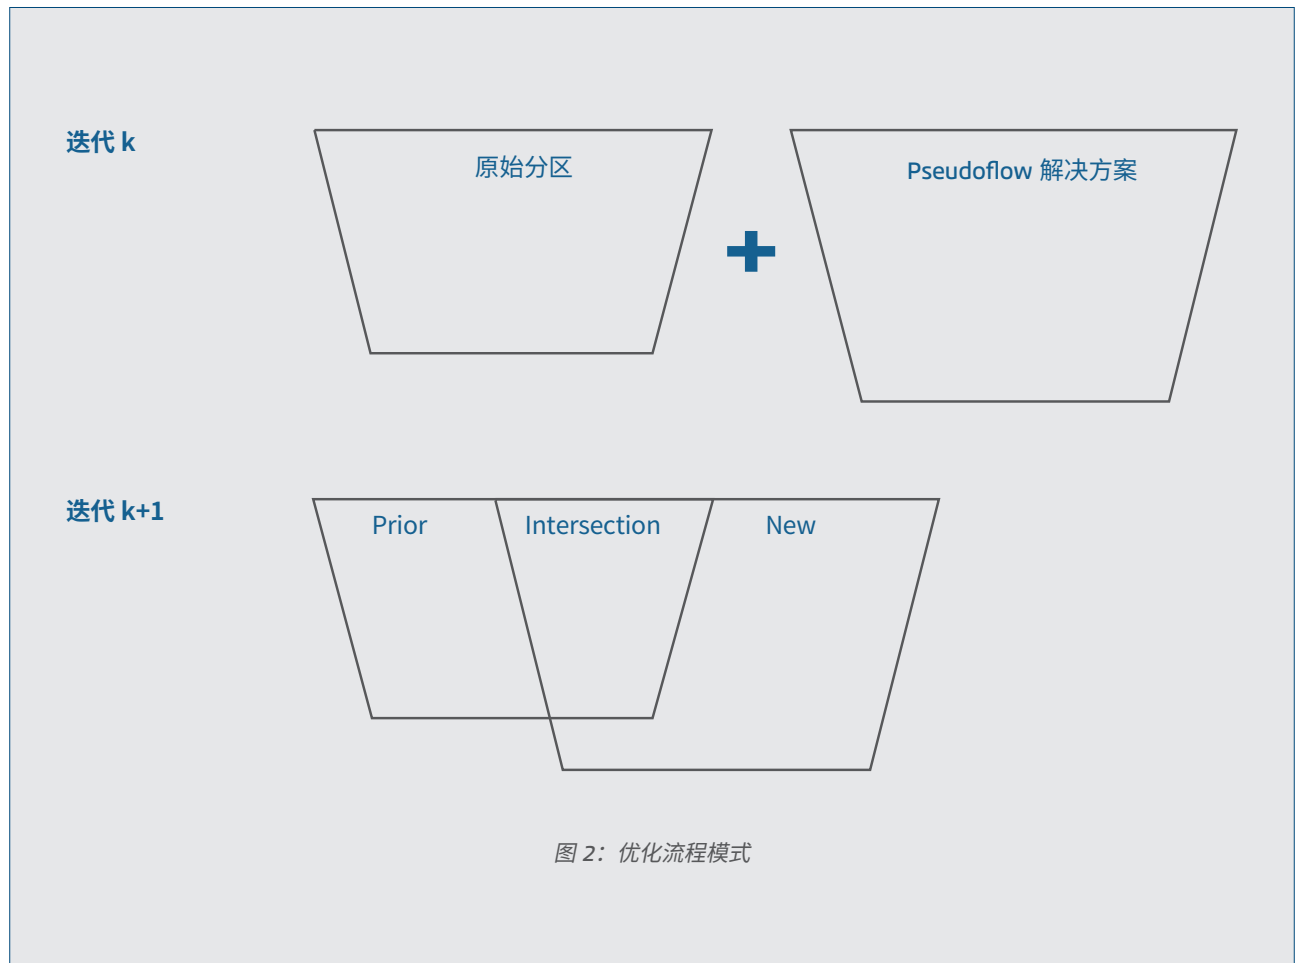 迭代 k
原始分区
Pseudoflow 解决方案
迭代 k+1
Prior
Intersection
New
图 2：优化流程模式